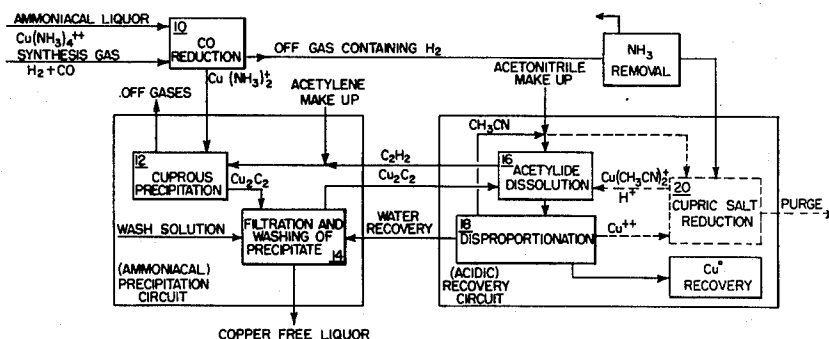 AMMONIACAL LIQUOR
Cu(NH3)4++
SYNTHESIS GAS
H2+CO
10
CO
REDUCTION
OFF GAS CONTAINING H2
NH3
REMOVAL
Cu (NH3)2+
.OFF GASES
ACETYLENE
MAKE UP
ACETONITRILE
MAKE UP
CH3CN
12
CUPROUS
PRECIPITATION
C2H2
Cu2C2
Cu2C2
16
ACETYLIDE
DISSOLUTION
Cu(CH3CN)2+
H+
20
CUPRIC SALT
REDUCTION
PURGE
WASH SOLUTION
FILTRATION AND
WASHING OF
PRECIPITATE
14
WATER
RECOVERY
18
DISPROPORTIONATION
Cu++
(AMMONIACAL)
PRECIPITATION
CIRCUIT
(ACIDIC)
RECOVERY
CIRCUIT
Cu°
RECOVERY
COPPER FREE LIQUOR